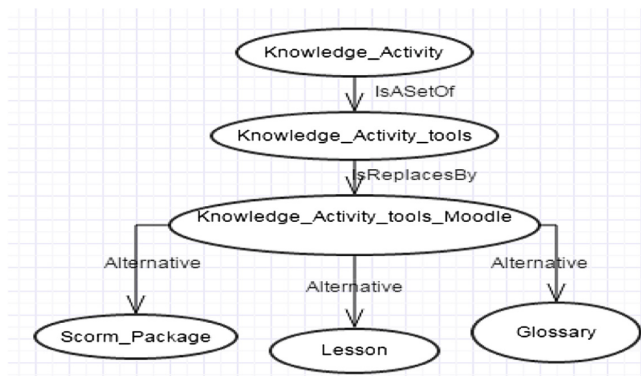 Knowledge_Activity
IsASetOf
Knowledge_Activity_tools
IsReplacesBy
Knowledge_Activity_tools_Moodle
Alternative
Alternative
Alternative
Scorm_Package
Lesson
Glossary